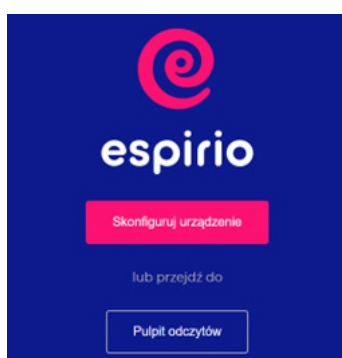 espirio
Skonfiguruj urządzenie
lub przejdź do
Pulpit odczytów